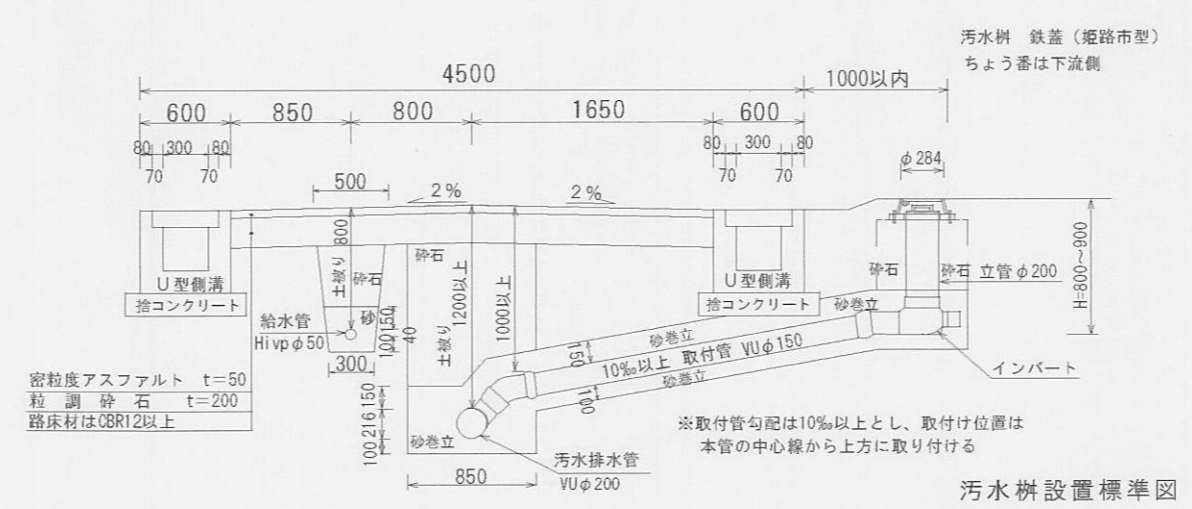 汚水桝　鉄蓋（姫路市型）
ちょう番は下流側
4500
1000以内
600
850
800
1650
600
80
300
80
70
70
80
300
80
70
70
φ284
500
2％
2％
800
土被り
砕石
砂
150
100
40
300
砕石
土被り
1200以上
1000以上
U型側溝
捨コンクリート
U型側溝
捨コンクリート
給水管
Hivpφ50
砕石
砕石
立管φ200
H=800～900
砂巻立
砂巻立
150
10‰以上　取付管　VUφ150
砂巻立
100
インバート
密粒度アスファルト　t＝50
粒　調　砕　石　　t＝200
路床材はCBR12以上
150
216
100
砂巻立
850
汚水排水管
VUφ200
※取付管勾配は10‰以上とし、取付け位置は
本管の中心線から上方に取り付ける
汚水桝設置標準図